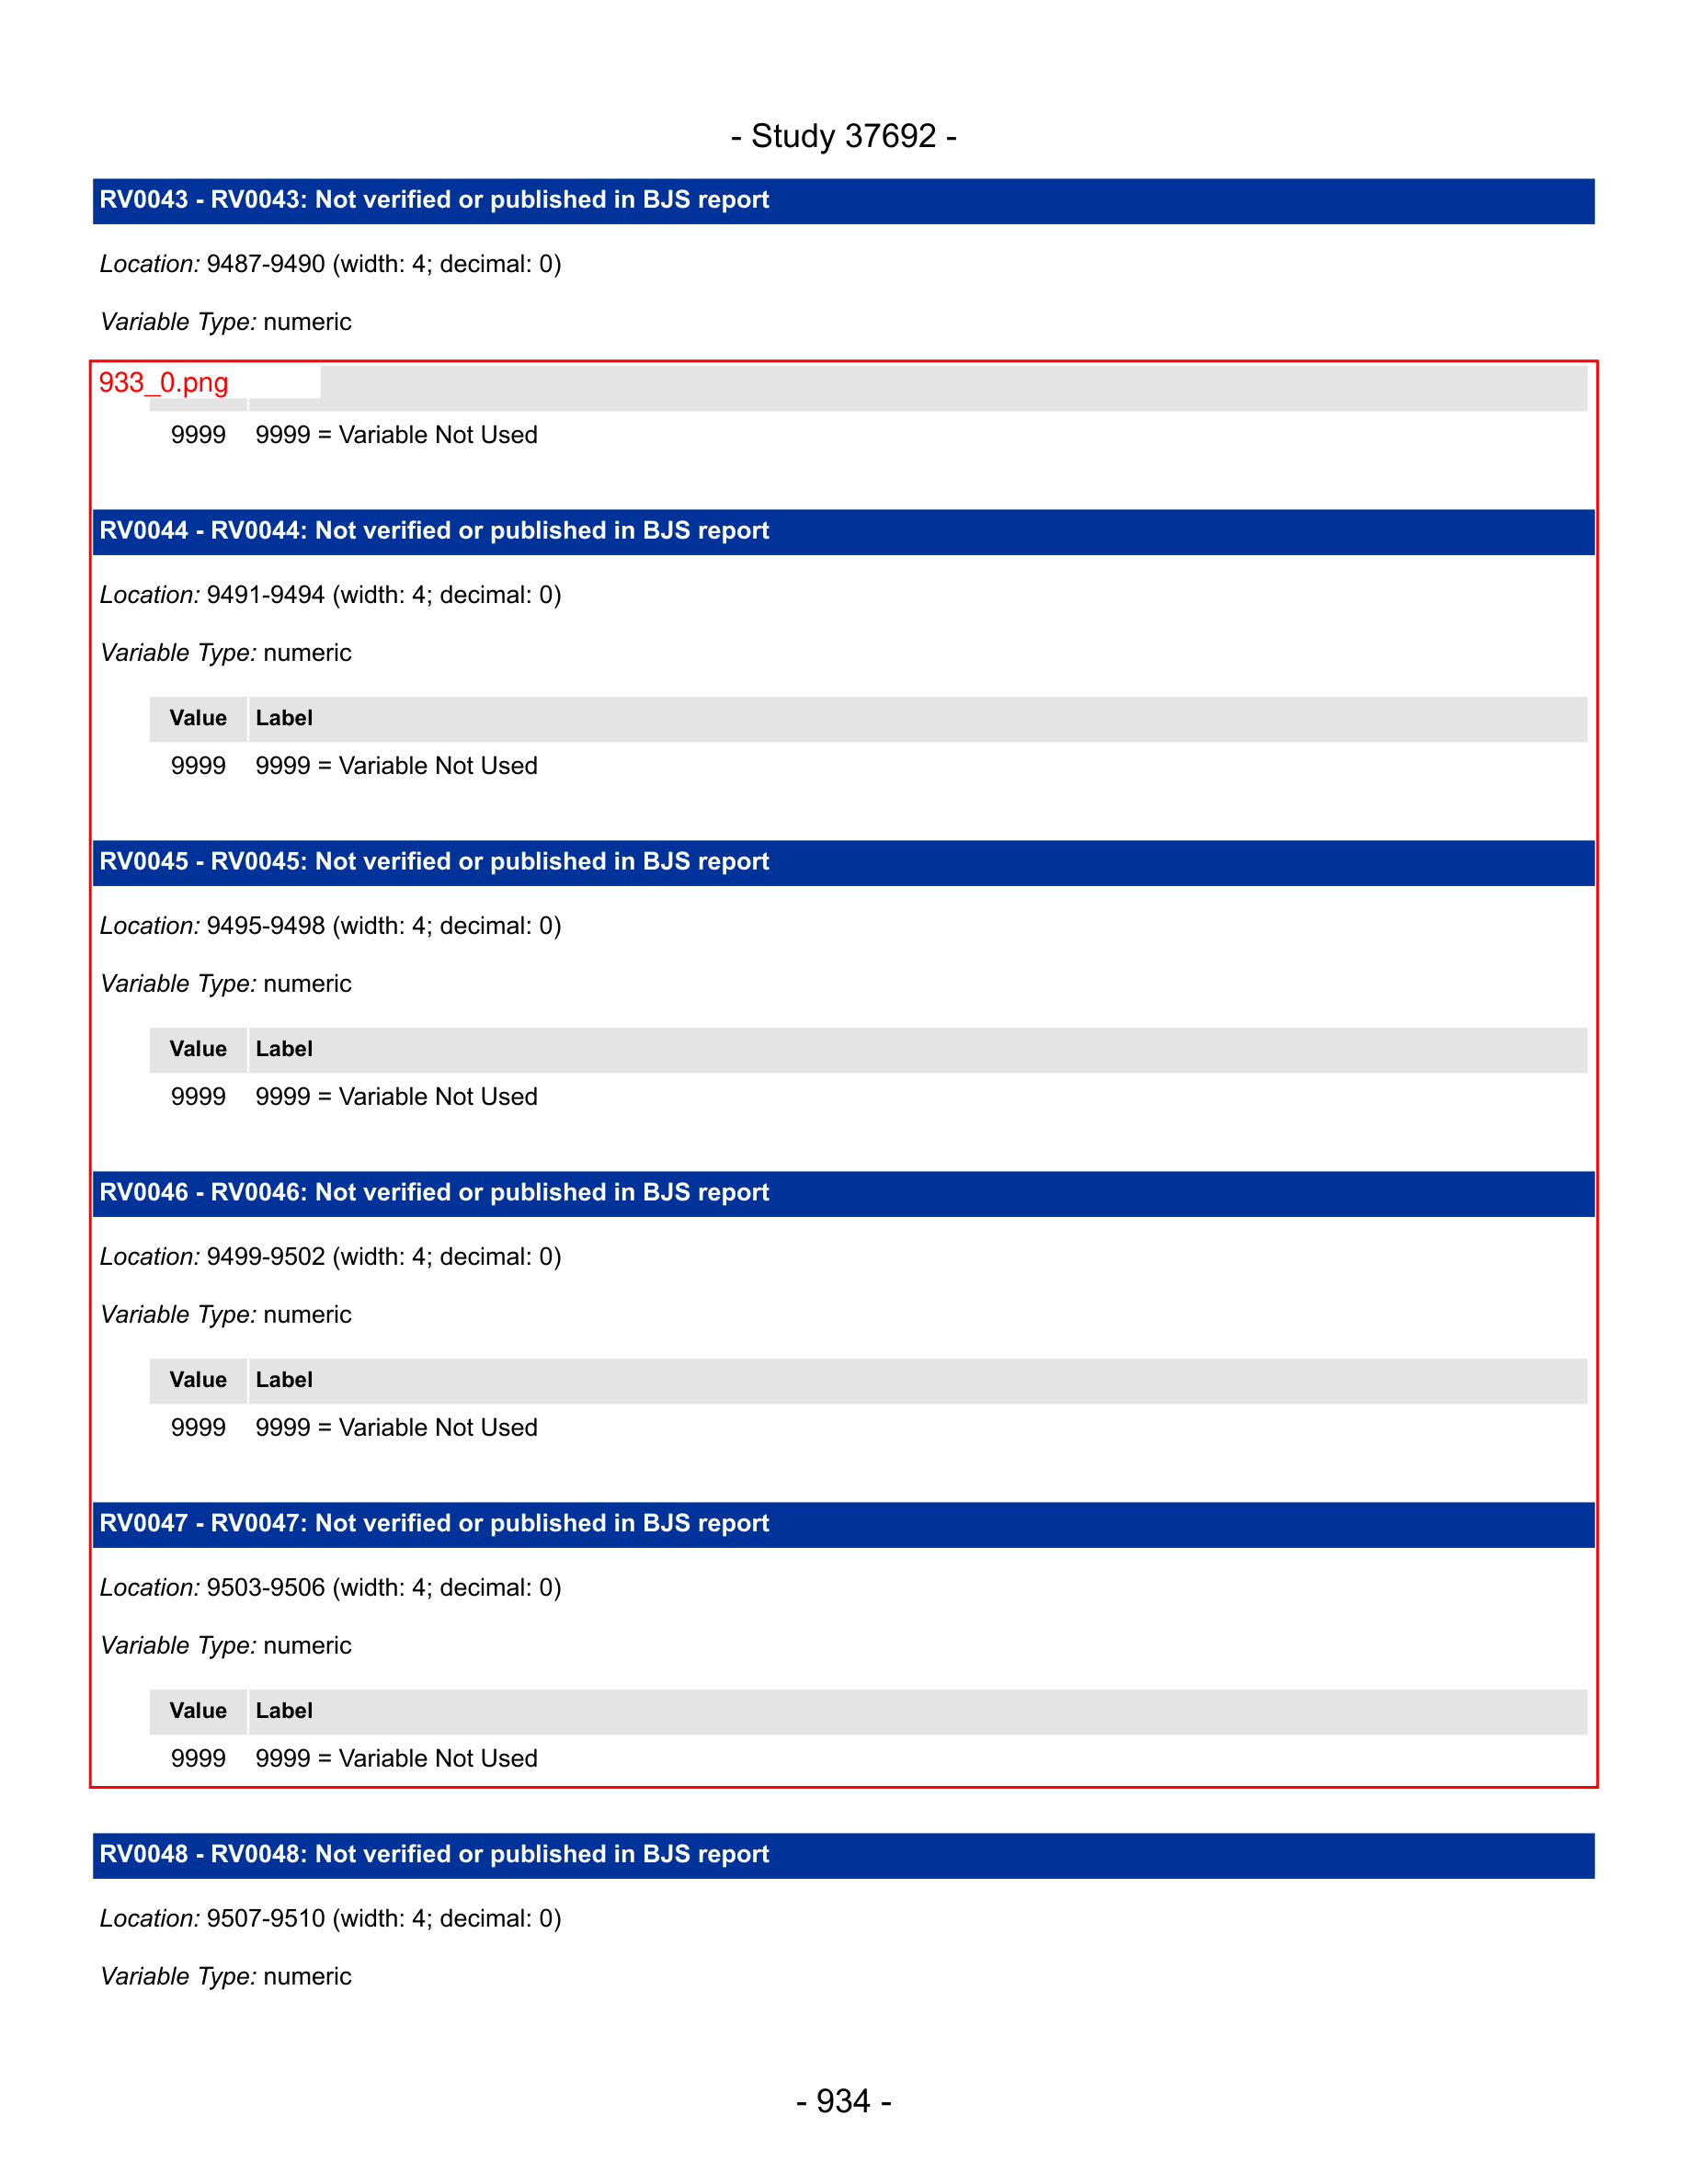 - Study 37692 -
RV0043 - RV0043: Not verified or published in BJS report
Location: 9487-9490 (width: 4; decimal: 0)
Variable Type: numeric
933_0.png
9999 9999 = Variable Not Used
RV0044 - RV0044: Not verified or published in BJS report
Location: 9491-9494 (width: 4; decimal: 0)
Variable Type: numeric
Value Label
9999 9999 = Variable Not Used
RV0045 - RV0045: Not verified or published in BJS report
Location: 9495-9498 (width: 4; decimal: 0)
Variable Type: numeric
Value Label
9999 9999 = Variable Not Used
RV0046 - RV0046: Not verified or published in BJS report
Location: 9499-9502 (width: 4; decimal: 0)
Variable Type: numeric
Value Label
9999 9999 = Variable Not Used
RV0047 - RV0047: Not verified or published in BJS report
Location: 9503-9506 (width: 4; decimal: 0)
Variable Type: numeric
Value Label
9999 9999 = Variable Not Used
RV0048 - RV0048: Not verified or published in BJS report
Location: 9507-9510 (width: 4; decimal: 0)
Variable Type: numeric
- 934 -